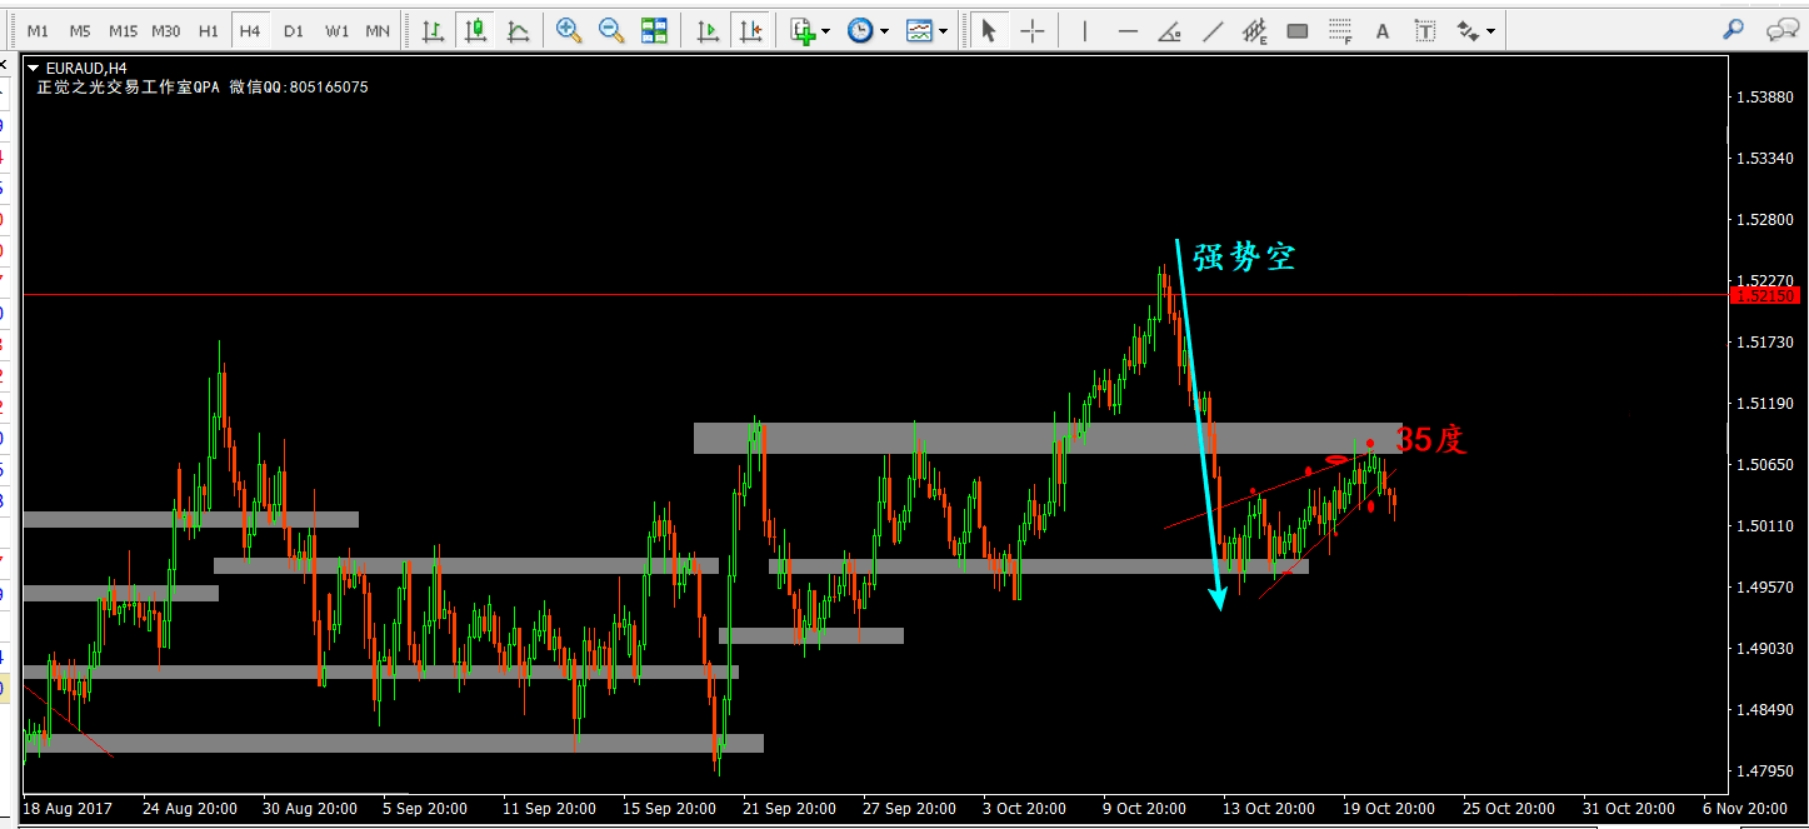 M1 M5 M15 M30 H1 H4 D1 W1 MN E F A T
EURAUD,H4
正觉之光交易工作室QPA 微信QQ:805165075
1.53880
1.53340
1.52800
强势空
1.52270
1.52150
1.51730
1.51190
35度
1.50650
1.50110
1.49570
1.49030
1.48490
1.47950
18 Aug 2017 24 Aug 20:00 30 Aug 20:00 5 Sep 20:00 11 Sep 20:00 15 Sep 20:00 21 Sep 20:00 27 Sep 20:00 3 Oct 20:00 9 Oct 20:00 13 Oct 20:00 19 Oct 20:00 25 Oct 20:00 31 Oct 20:00 6 Nov 20:00